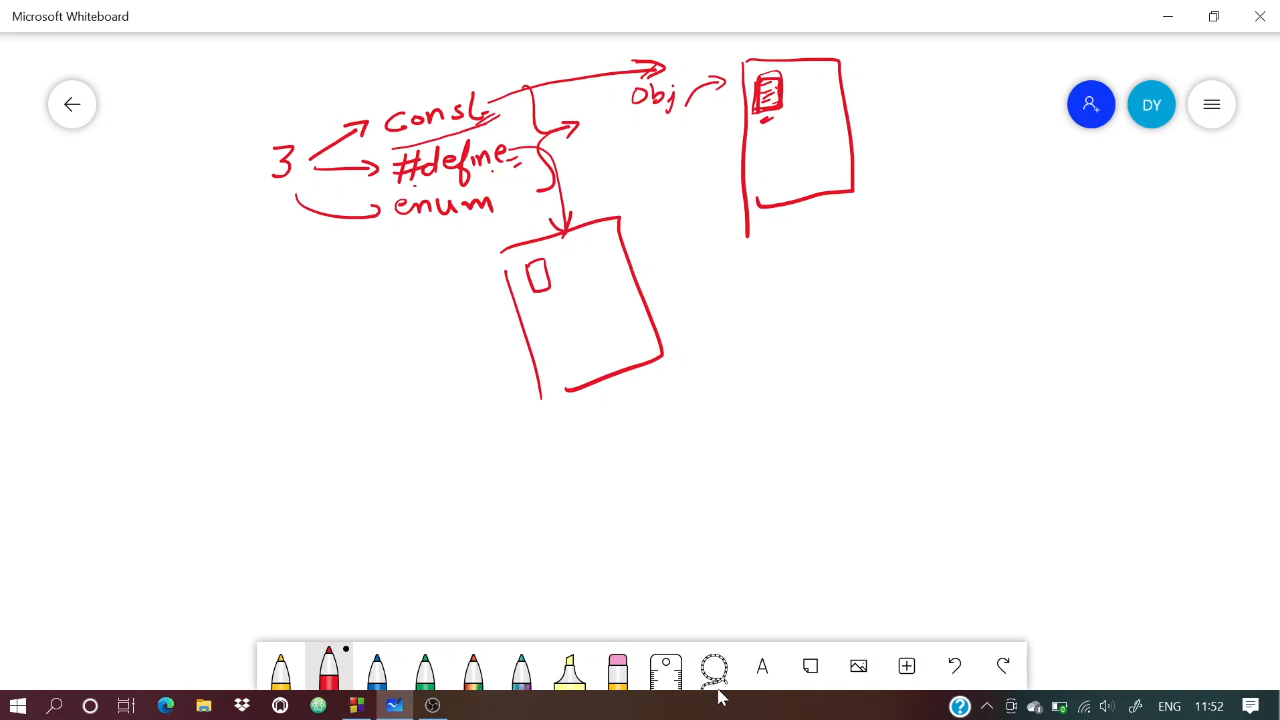 Microsoft Whiteboard
DY
Obj
const
3
#define
enum
A
?
ENG
11:52